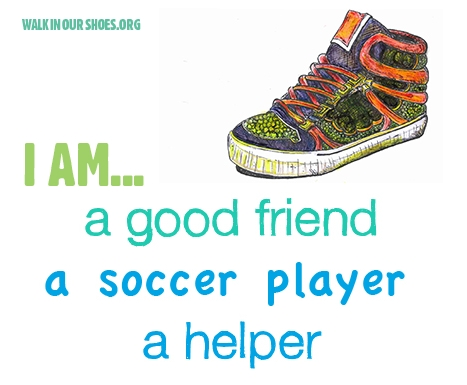 WALK IN OUR SHOES.ORG
I AM...
a good friend
a soccer player
a helper